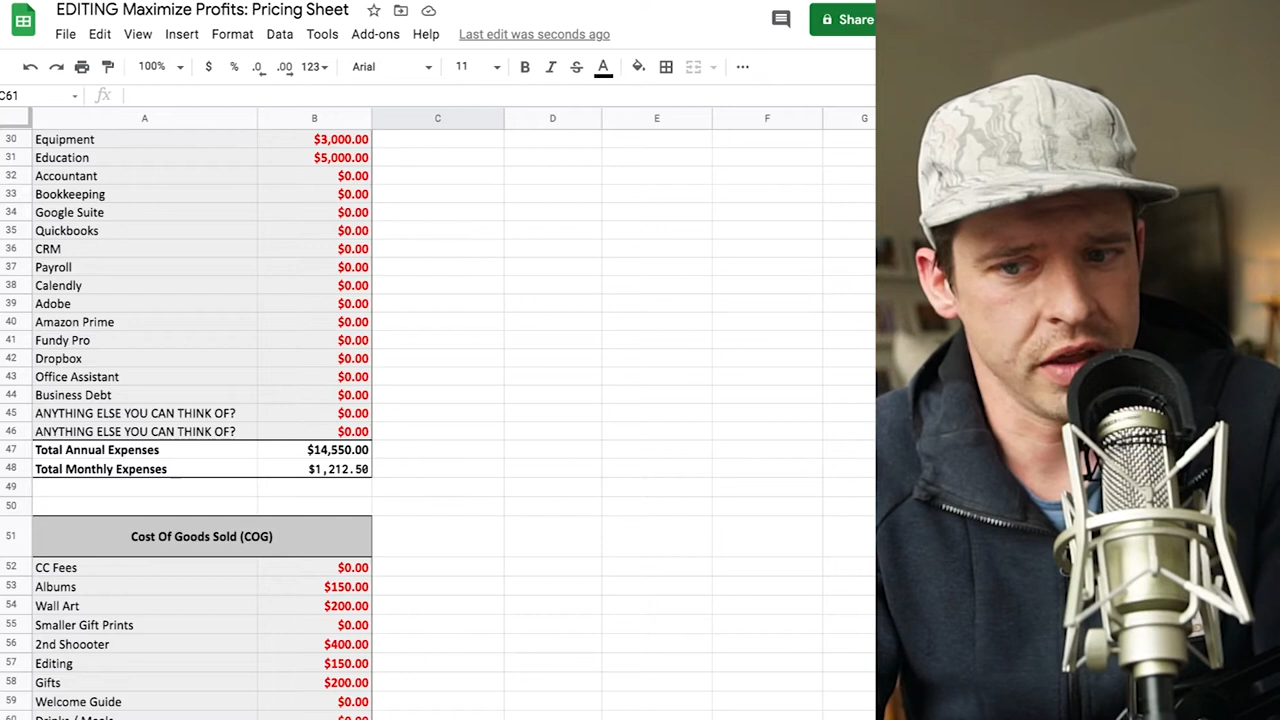 EDITING Maximize Profits: Pricing Sheet
File Edit View Insert Format Data Tools Add-ons Help Last edit was seconds ago
Share
100% $ % .0 .00 123 Arial 11 B I S A
C61 fx
A B C D E F G
30 Equipment $3,000.00
31 Education $5,000.00
32 Accountant $0.00
33 Bookkeeping $0.00
34 Google Suite $0.00
35 Quickbooks $0.00
36 CRM $0.00
37 Payroll $0.00
38 Calendly $0.00
39 Adobe $0.00
40 Amazon Prime $0.00
41 Fundy Pro $0.00
42 Dropbox $0.00
43 Office Assistant $0.00
44 Business Debt $0.00
45 ANYTHING ELSE YOU CAN THINK OF? $0.00
46 ANYTHING ELSE YOU CAN THINK OF? $0.00
47 Total Annual Expenses $14,550.00
48 Total Monthly Expenses $1,212.50
49
50
51 Cost Of Goods Sold (COG)
52 CC Fees $0.00
53 Albums $150.00
54 Wall Art $200.00
55 Smaller Gift Prints $0.00
56 2nd Shoooter $400.00
57 Editing $150.00
58 Gifts $200.00
59 Welcome Guide $0.00
60 Drinks / Meals $0.00